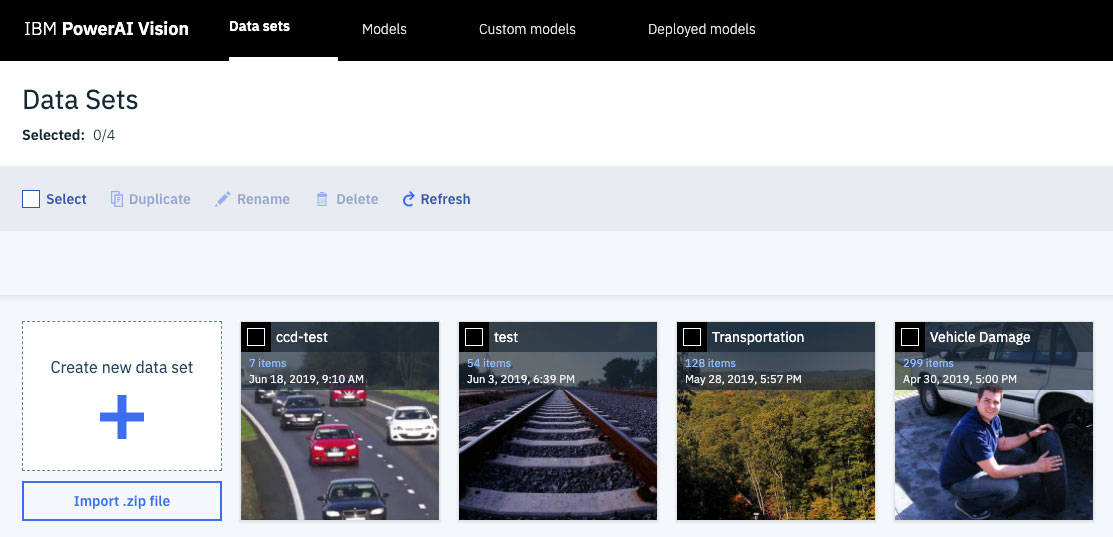 IBM PowerAI Vision
Data sets
Models
Custom models
Deployed models
Data Sets
Selected: 0/4
Select
Duplicate
Rename
Delete
Refresh
Create new data set
Import .zip file
ccd-test
7 items
Jun 18, 2019, 9:10 AM
test
54 items
Jun 3, 2019, 6:39 PM
Transportation
128 items
May 28, 2019, 5:57 PM
Vehicle Damage
299 items
Apr 30, 2019, 5:00 PM